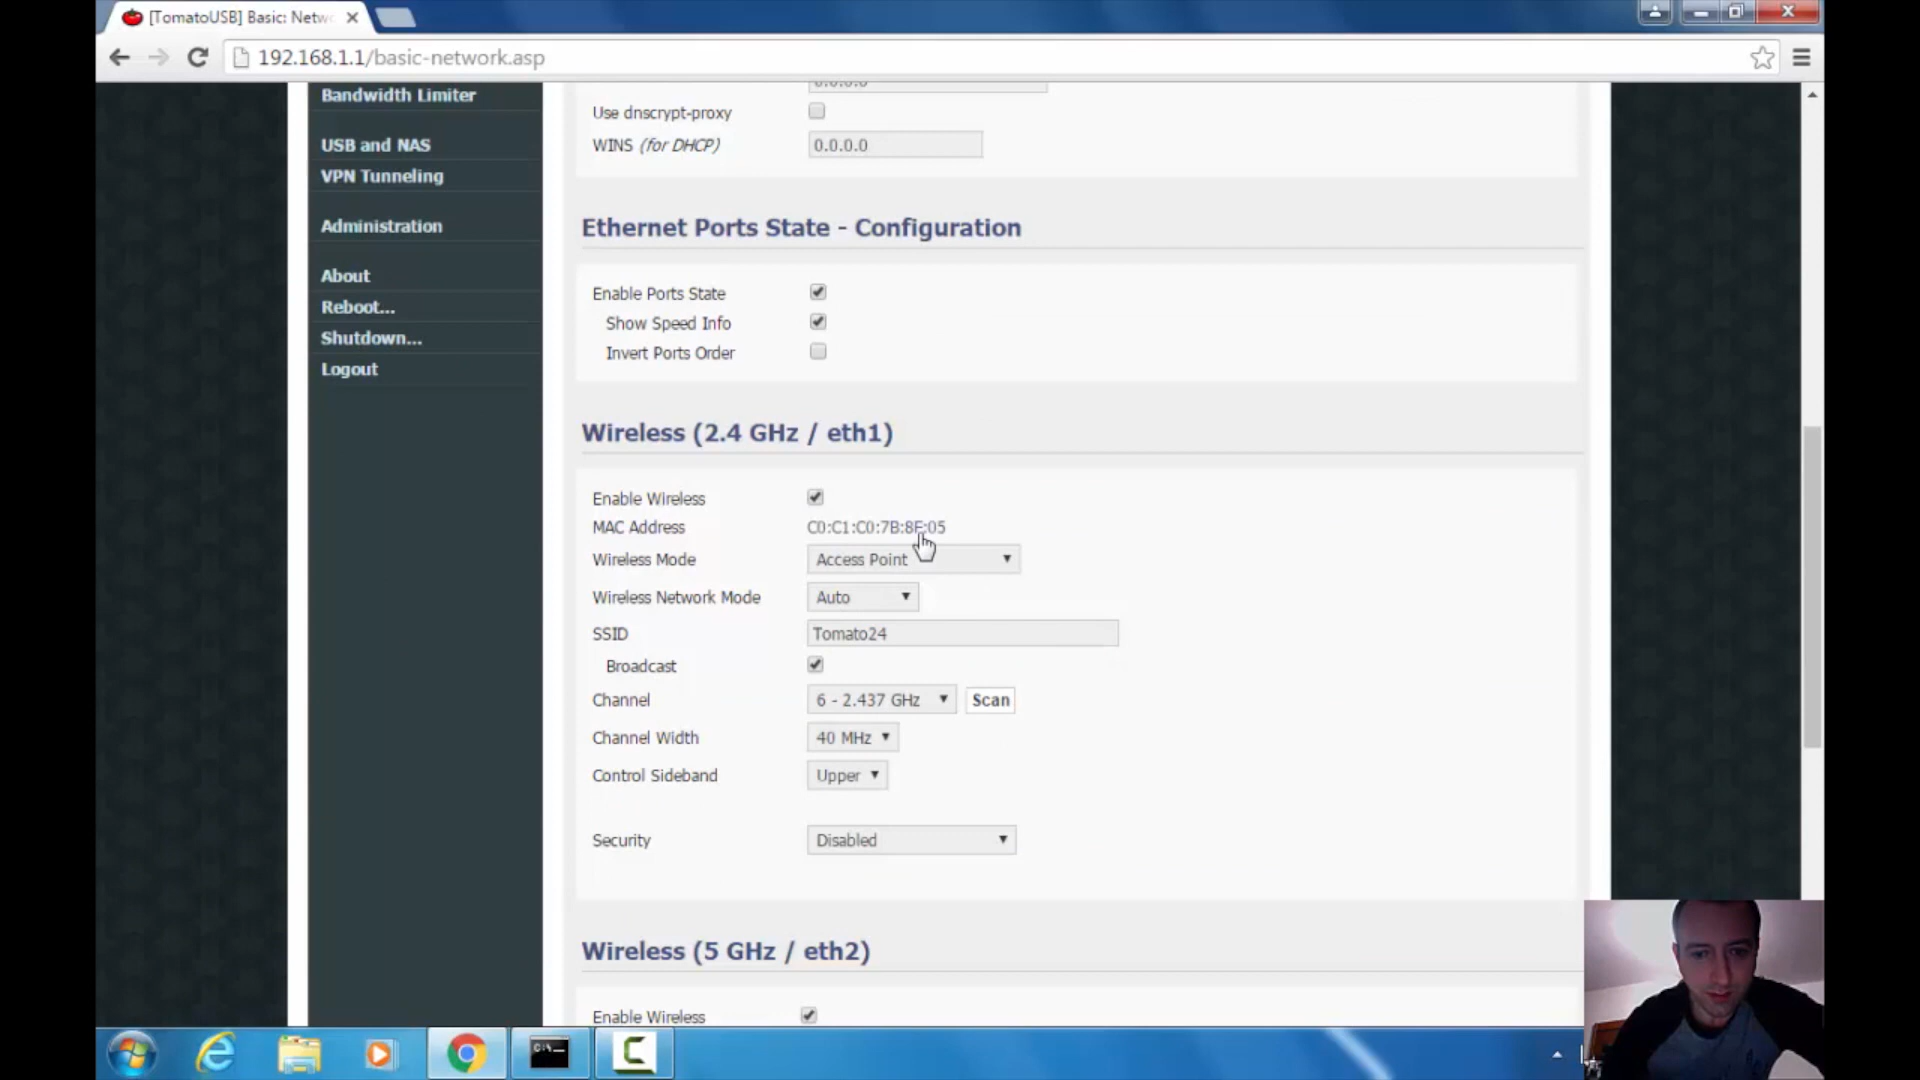 [TomatoUSB] Basic: Netw
192.168.1.1/basic-network.asp
Bandwidth Limiter
USB and NAS
VPN Tunneling
Administration
About
Reboot...
Shutdown...
Logout
Use dnscrypt-proxy
WINS (for DHCP) 0.0.0.0
Ethernet Ports State - Configuration
Enable Ports State
Show Speed Info
Invert Ports Order
Wireless (2.4 GHz / eth1)
Enable Wireless
MAC Address C0:C1:C0:7B:8E:05
Wireless Mode Access Point
Wireless Network Mode Auto
SSID Tomato24
Broadcast
Channel 6 - 2.437 GHz Scan
Channel Width 40 MHz
Control Sideband Upper
Security Disabled
Wireless (5 GHz / eth2)
Enable Wireless